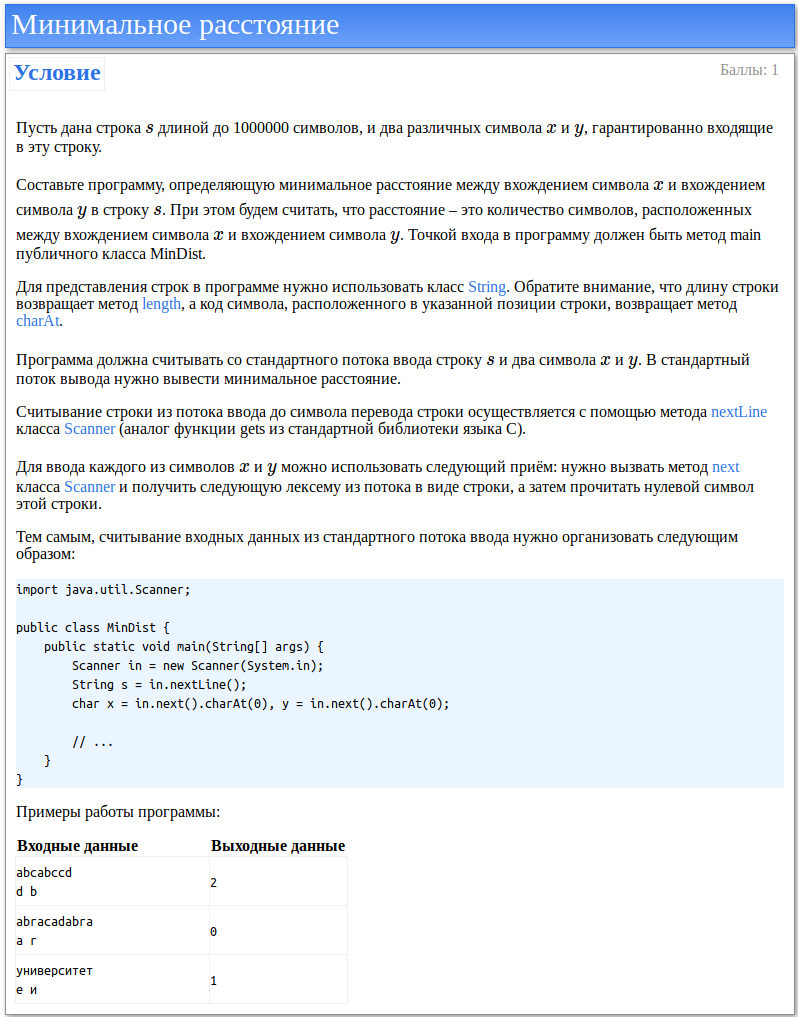 Минимальное расстояние
Условие
Баллы: 1
Пусть дана строка s длиной до 1000000 символов, и два различных символа x и y, гарантированно входящие
в эту строку.
Составьте программу, определяющую минимальное расстояние между вхождением символа x и вхождением
символа y в строку s. При этом будем считать, что расстояние – это количество символов, расположенных
между вхождением символа x и вхождением символа y. Точкой входа в программу должен быть метод main
публичного класса MinDist.
Для представления строк в программе нужно использовать класс String. Обратите внимание, что длину строки
возвращает метод length, а код символа, расположенного в указанной позиции строки, возвращает метод
charAt.
Программа должна считывать со стандартного потока ввода строку s и два символа x и y. В стандартный
поток вывода нужно вывести минимальное расстояние.
Считывание строки из потока ввода до символа перевода строки осуществляется с помощью метода nextLine
класса Scanner (аналог функции gets из стандартной библиотеки языка C).
Для ввода каждого из символов x и y можно использовать следующий приём: нужно вызвать метод next
класса Scanner и получить следующую лексему из потока в виде строки, а затем прочитать нулевой символ
этой строки.
Тем самым, считывание входных данных из стандартного потока ввода нужно организовать следующим
образом:
import java.util.Scanner;
public class MinDist {
    public static void main(String[] args) {
        Scanner in = new Scanner(System.in);
        String s = in.nextLine();
        char x = in.next().charAt(0), y = in.next().charAt(0);
        // ...
    }
}
Примеры работы программы:
Входные данные Выходные данные
abcabccd
d b
2
abracadabra
a r
0
университет
е и
1